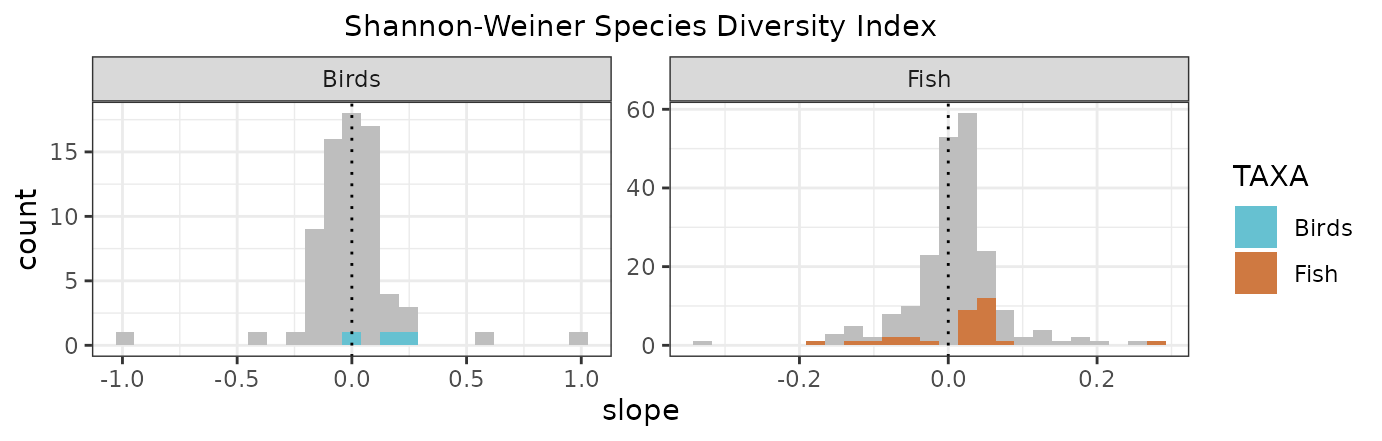 Shannon-Weiner Species Diversity Index
Birds
Fish
count
15
10
5
0
60
40
20
0
-1.0 -0.5 0.0 0.5 1.0
-0.2 0.0 0.2
slope
TAXA
Birds
Fish